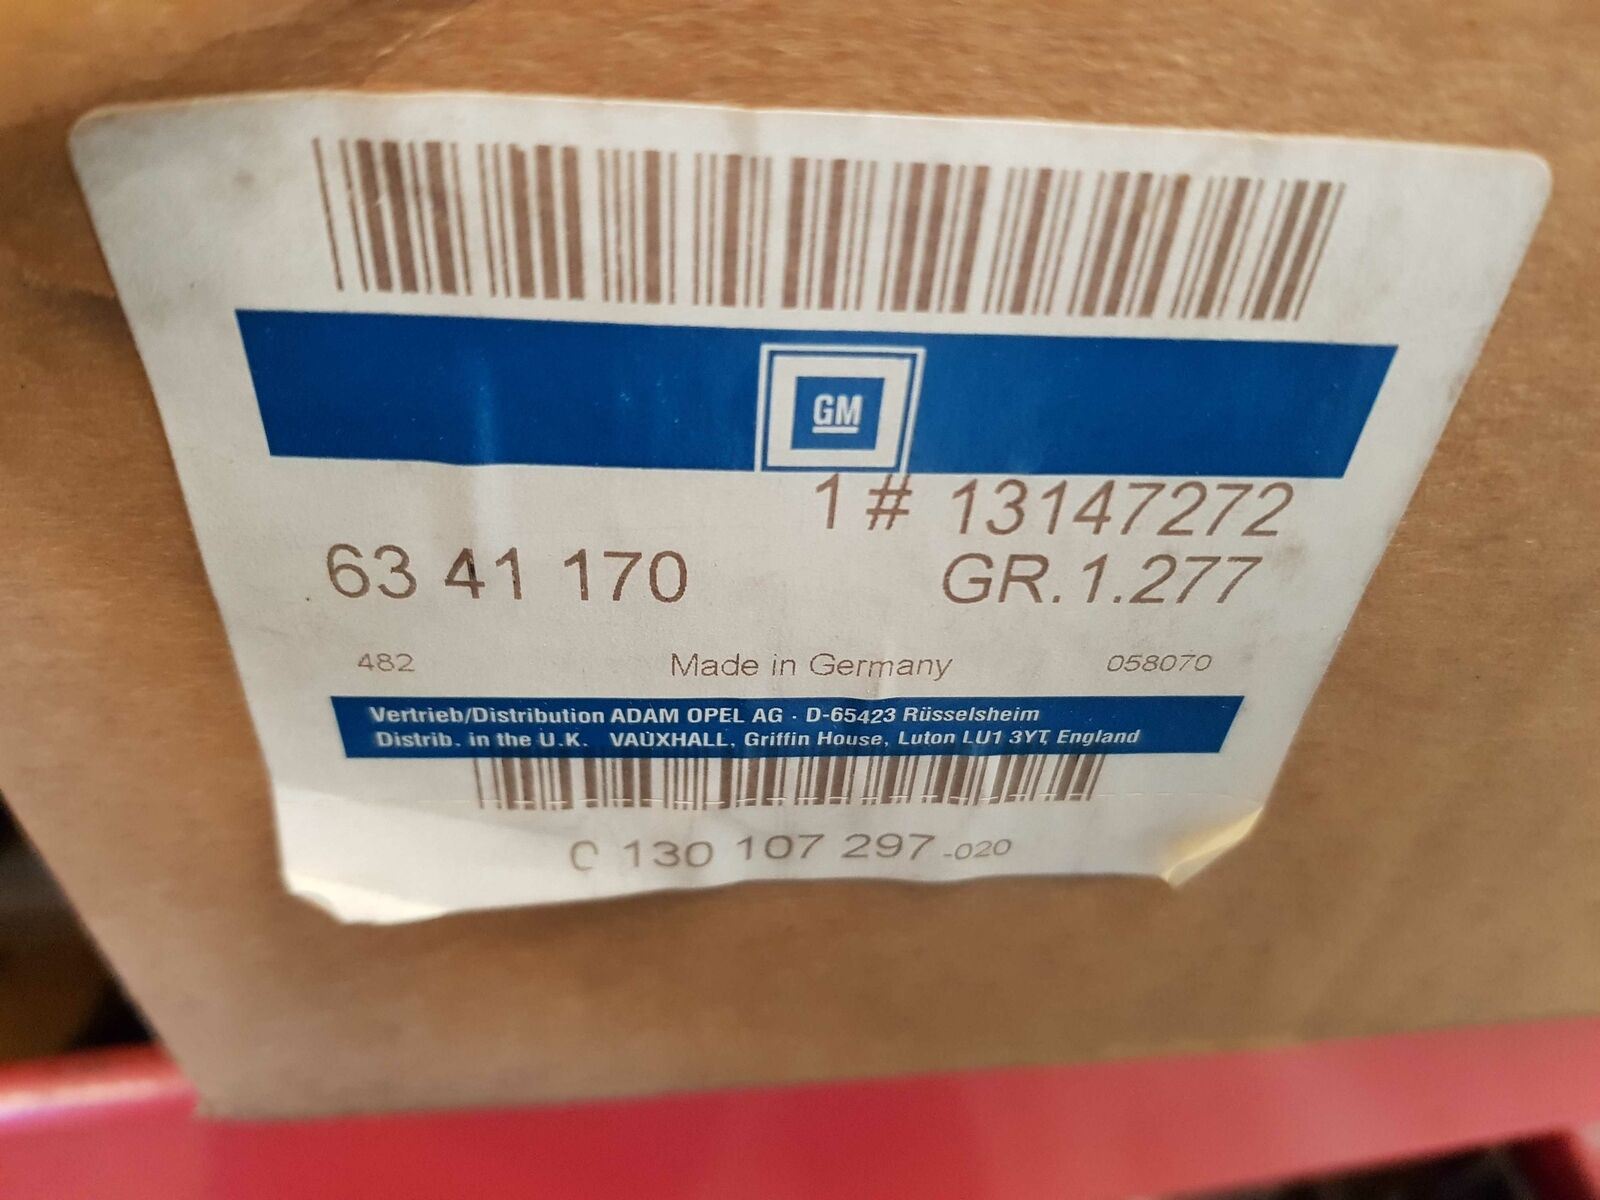 GM
1 # 13147272
63 41 170 GR.1.277
482 Made in Germany 058070
Vertrieb/Distribution ADAM OPEL AG · D-65423 Rüsselsheim
Distrib. in the U.K. VAUXHALL, Griffin House, Luton LU1 3YT, England
0 130 107 297 -020